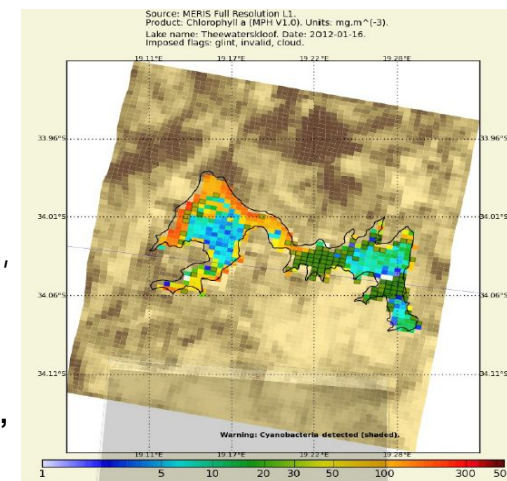 Source: MERIS Full Resolution L1.
Product: Chlorophyll a (MPH V1.0). Units: mg.m^(-3).
Lake name: Theewaterskloof. Date: 2012-01-16.
Imposed flags: glint, invalid, cloud.
19.11°E 19.17°E 19.22°E 19.28°E
33.96°S 33.96°S
34.01°S 34.01°S
34.06°S 34.06°S
34.11°S 34.11°S
Warning: Cyanobacteria detected (shaded).
19.11°E 19.17°E 19.22°E 19.28°E
1 5 10 20 30 50 100 300